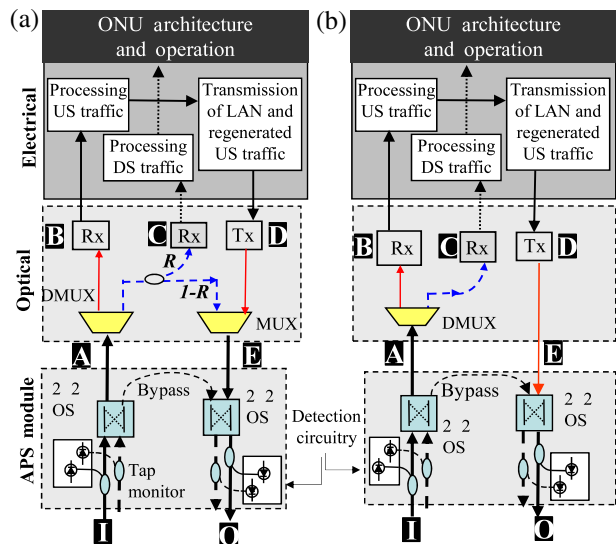 (a)
ONU architecture
and operation
Electrical
Processing
US traffic
Transmission
of LAN and
regenerated
US traffic
Processing
DS traffic
Optical
B
Rx
C
Rx
Tx
D
R
1-R
DMUX
MUX
A
E
APS module
2 2
OS
Bypass
2 2
OS
Tap
monitor
I
O
Detection
circuitry
(b)
ONU architecture
and operation
Processing
US traffic
Transmission
of LAN and
regenerated
US traffic
Processing
DS traffic
B
Rx
C
Rx
Tx
D
DMUX
A
E
Bypass
2 2
OS
2 2
OS
I
O